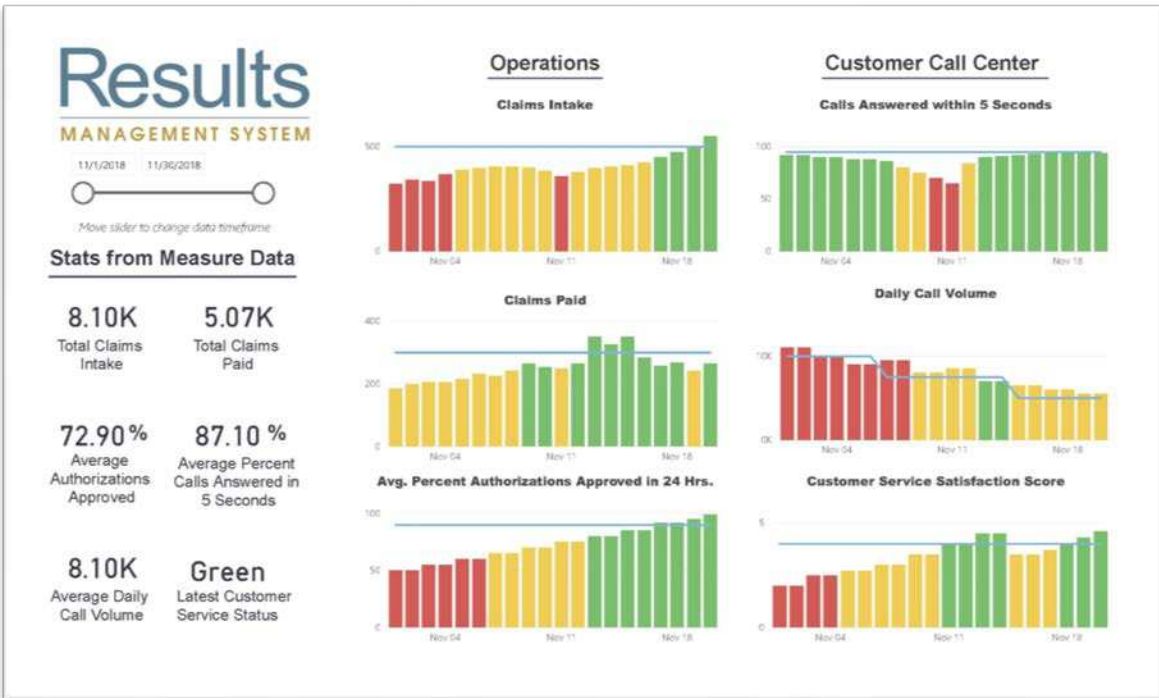 Results
MANAGEMENT SYSTEM
11/1/2018 11/30/2018
Move slider to change data timeframe
Stats from Measure Data
8.10K
Total Claims
Intake
5.07K
Total Claims
Paid
72.90 %
Average
Authorizations
Approved
87.10 %
Average Percent
Calls Answered in
5 Seconds
8.10K
Average Daily
Call Volume
Green
Latest Customer
Service Status
Operations
Claims Intake
500
0
Nov 04 Nov 11 Nov 18
Claims Paid
400
200
0
Nov 04 Nov 11 Nov 18
Avg. Percent Authorizations Approved in 24 Hrs.
100
50
0
Nov 04 Nov 11 Nov 18
Customer Call Center
Calls Answered within 5 Seconds
100
50
0
Nov 04 Nov 11 Nov 18
Daily Call Volume
Nov 04 Nov 11 Nov 18
Customer Service Satisfaction Score
5
0
Nov 04 Nov 11 Nov 18